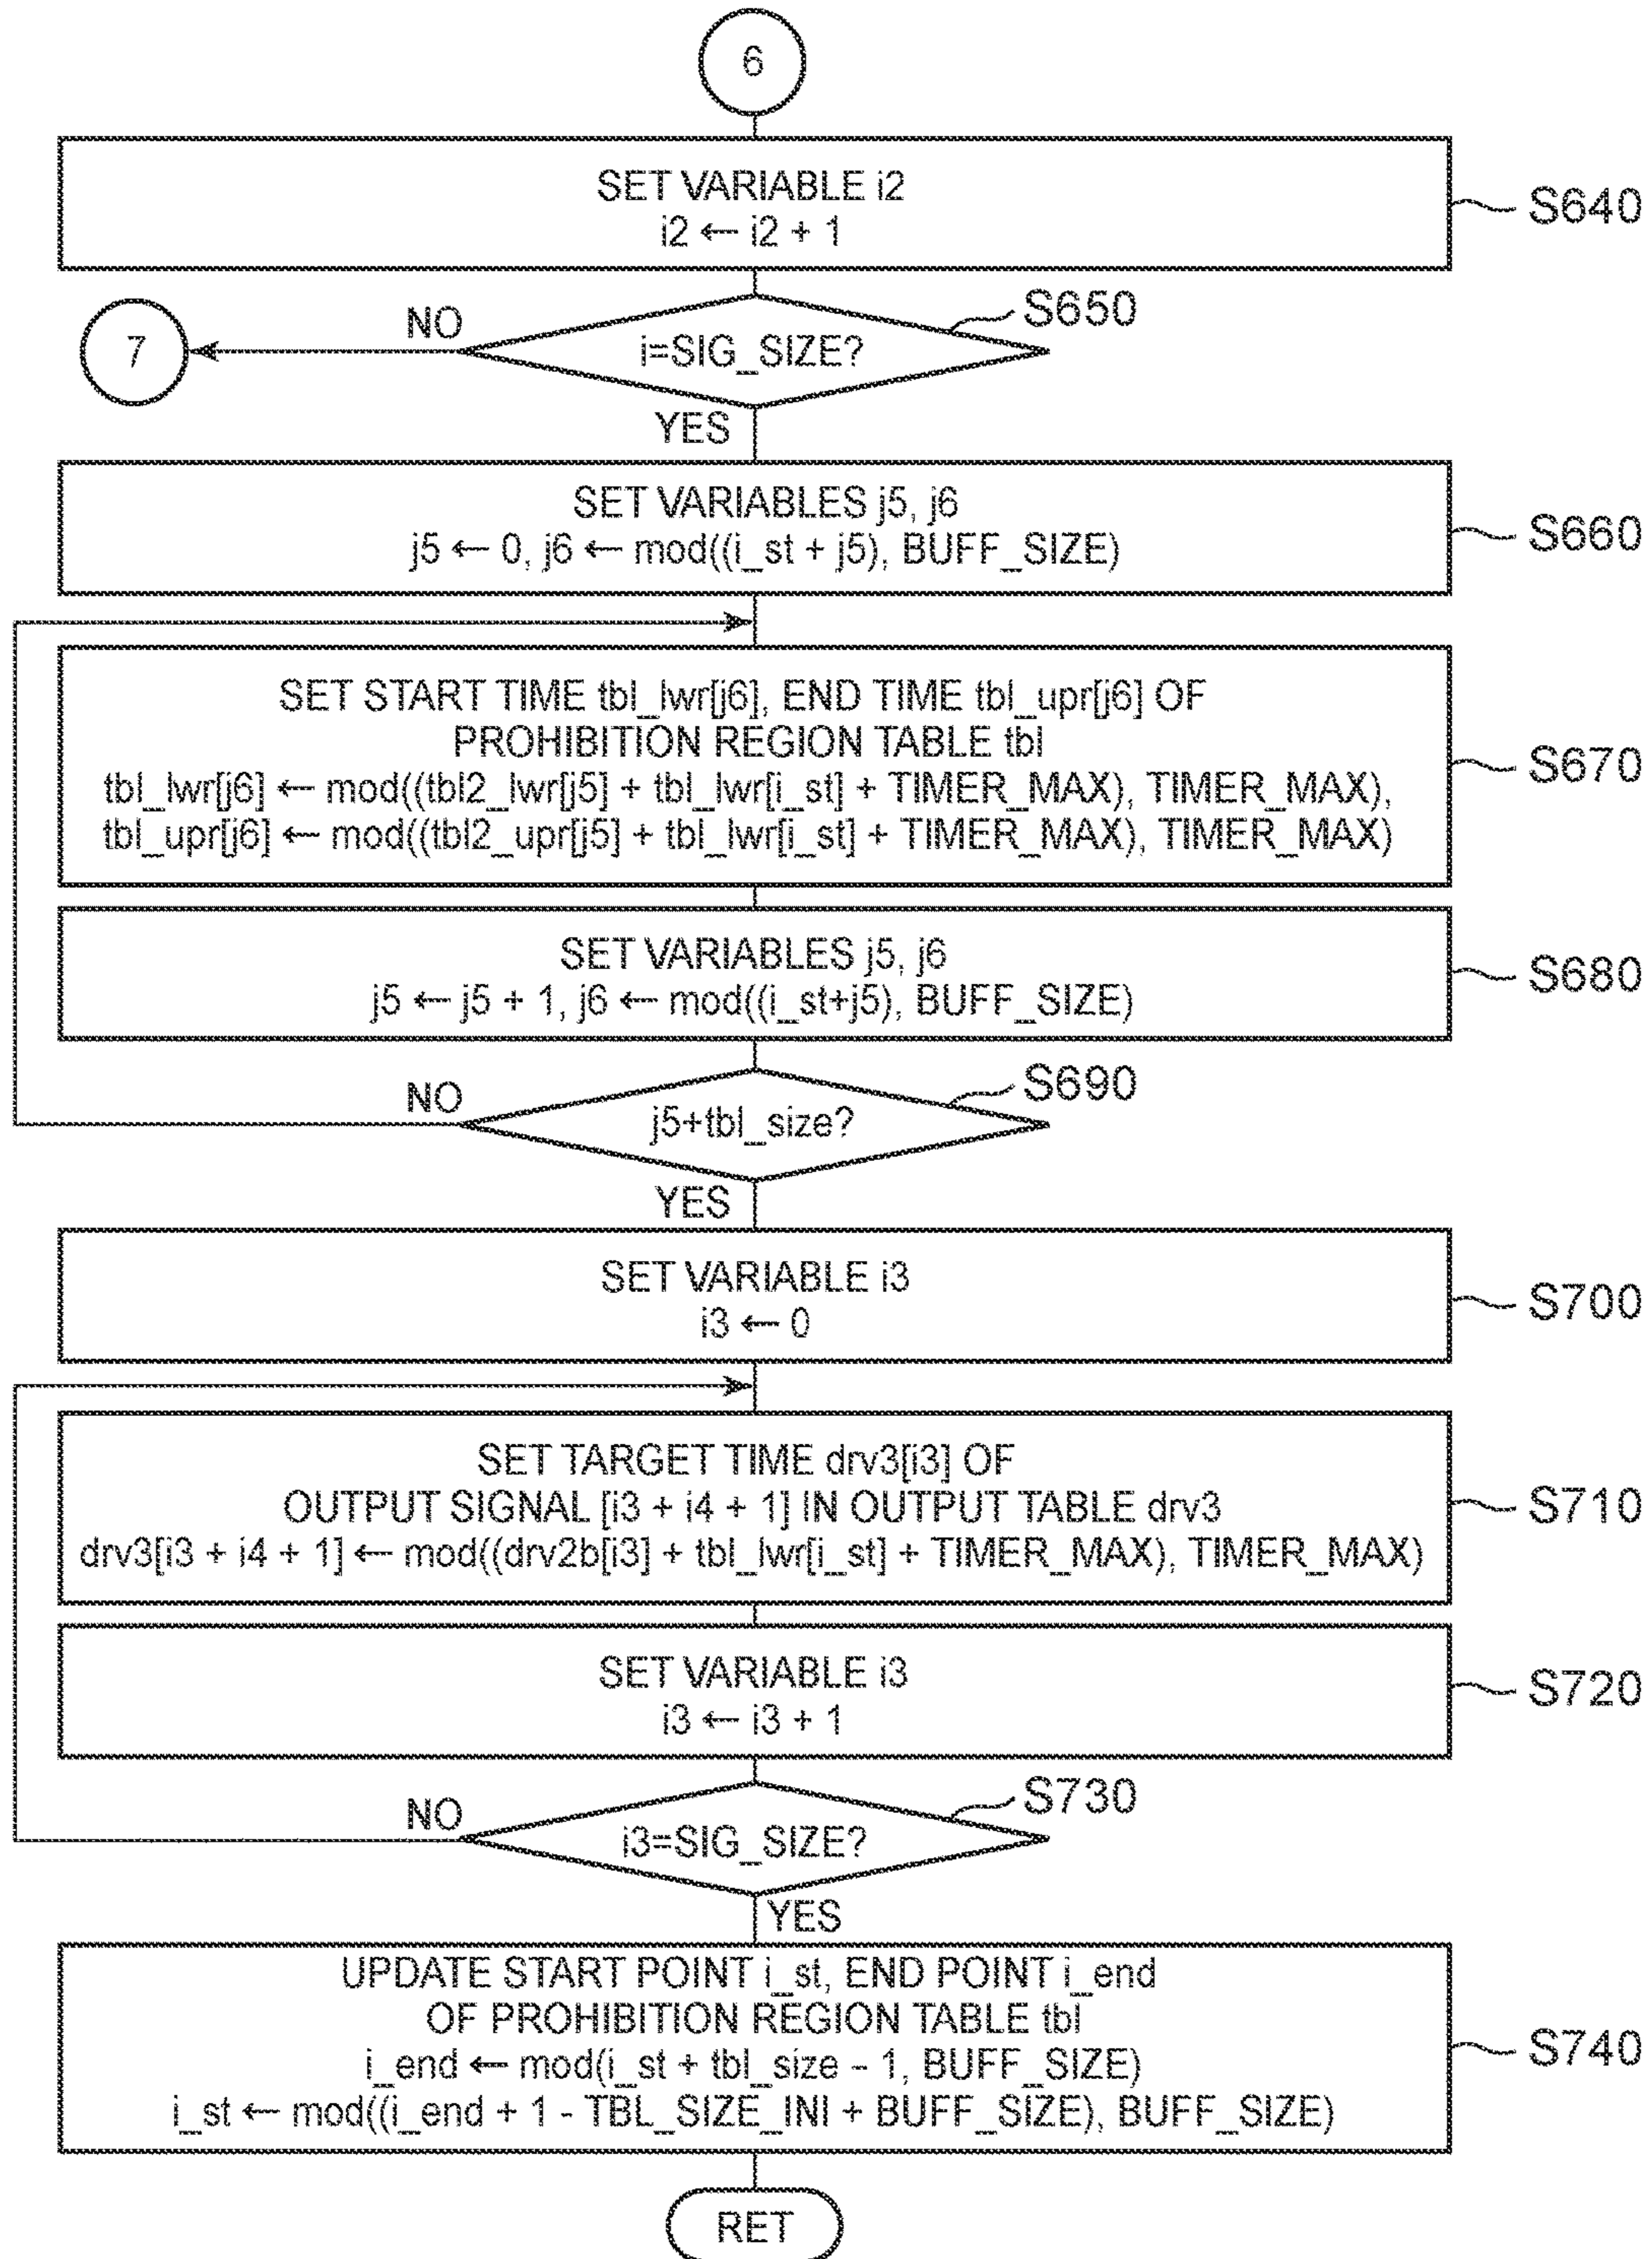 6
SET VARIABLE i2
i2 ← i2 + 1
S640
S650
NO
7
i=SIG_SIZE?
YES
SET VARIABLES j5, j6
j5 ← 0, j6 ← mod((i_st + j5), BUFF_SIZE)
S660
SET START TIME tbl_lwr[j6], END TIME tbl_upr[j6] OF
PROHIBITION REGION TABLE tbl
tbl_lwr[j6] ← mod((tbl2_lwr[j5] + tbl_lwr[i_st] + TIMER_MAX), TIMER_MAX),
tbl_upr[j6] ← mod((tbl2_upr[j5] + tbl_lwr[i_st] + TIMER_MAX), TIMER_MAX)
S670
SET VARIABLES j5, j6
j5 ← j5 + 1, j6 ← mod((i_st+j5), BUFF_SIZE)
S680
S690
NO
j5+tbl_size?
YES
SET VARIABLE i3
i3 ← 0
S700
SET TARGET TIME drv3[i3] OF
OUTPUT SIGNAL [i3 + i4 + 1] IN OUTPUT TABLE drv3
drv3[i3 + i4 + 1] ← mod((drv2b[i3] + tbl_lwr[i_st] + TIMER_MAX), TIMER_MAX)
S710
SET VARIABLE i3
i3 ← i3 + 1
S720
S730
NO
i3=SIG_SIZE?
YES
UPDATE START POINT i_st, END POINT i_end
OF PROHIBITION REGION TABLE tbl
i_end ← mod(i_st + tbl_size - 1, BUFF_SIZE)
i_st ← mod((i_end + 1 - TBL_SIZE_INI + BUFF_SIZE), BUFF_SIZE)
S740
RET